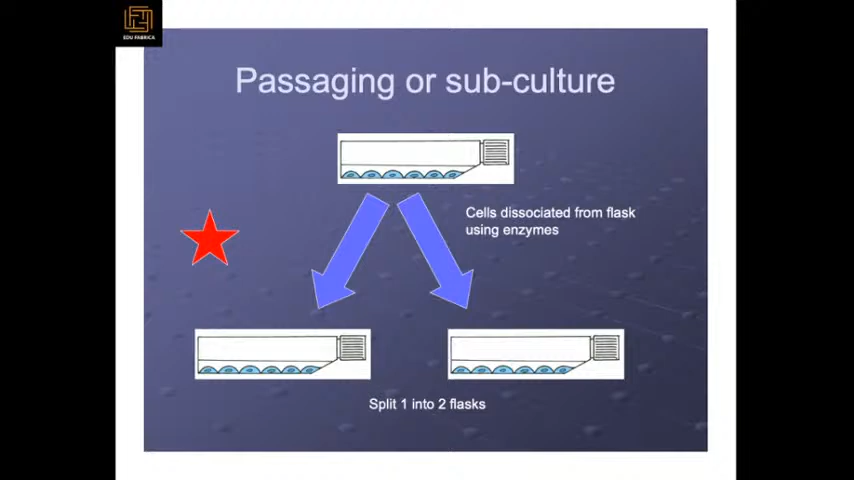 EDU FABRICA
Passaging or sub-culture
Cells dissociated from flask
using enzymes
Split 1 into 2 flasks